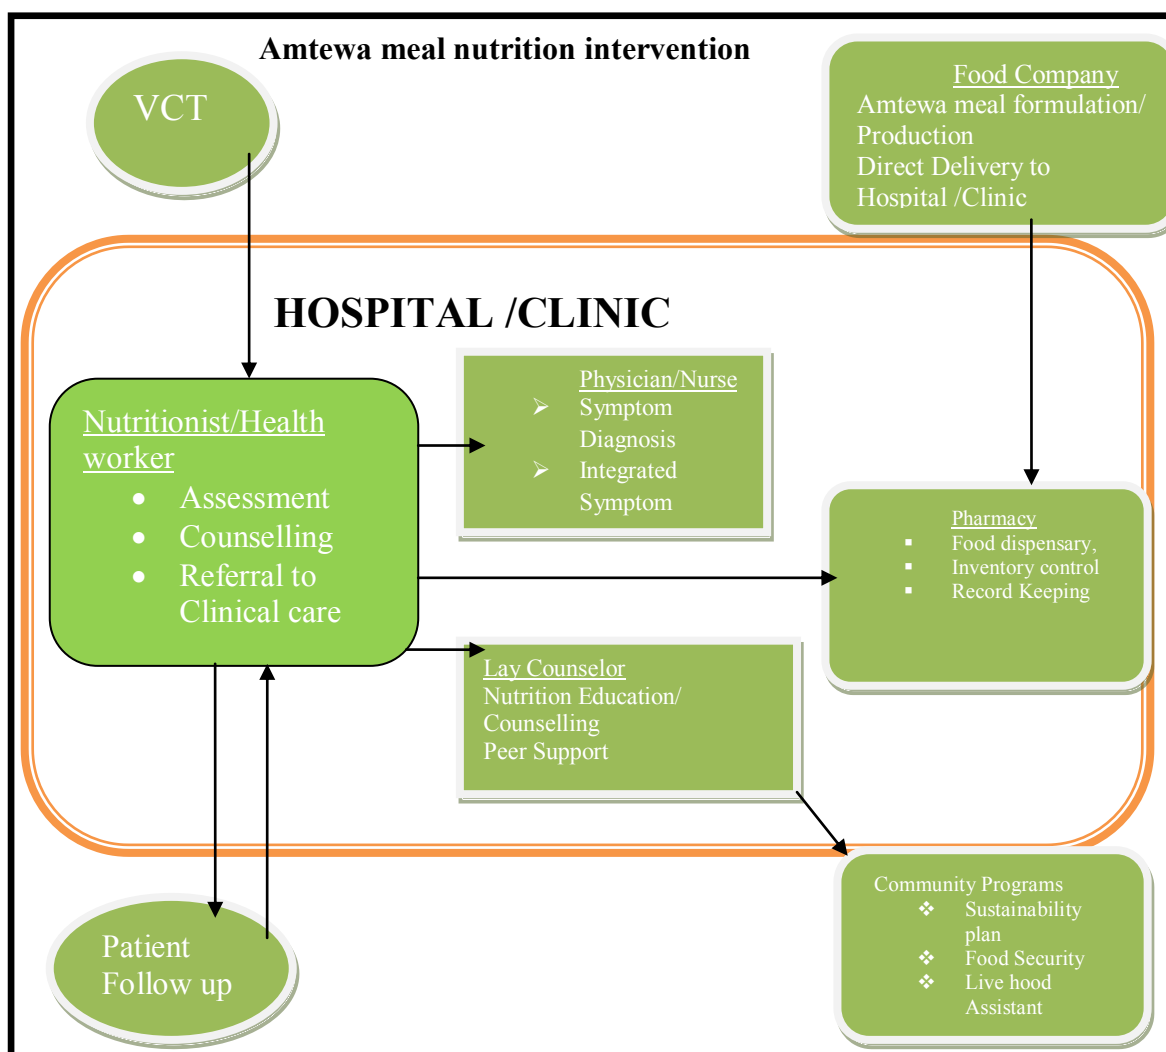 Amtewa meal nutrition intervention
VCT
Food Company
Amtewa meal formulation/
Production
Direct Delivery to
Hospital /Clinic
HOSPITAL /CLINIC
Nutritionist/Health
worker
• Assessment
• Counselling
• Referral to
Clinical care
Physician/Nurse
➢ Symptom
Diagnosis
➢ Integrated
Symptom
Pharmacy
▪ Food dispensary,
▪ Inventory control
▪ Record Keeping
Lay Counselor
Nutrition Education/
Counselling
Peer Support
Patient
Follow up
Community Programs
❖ Sustainability
plan
❖ Food Security
❖ Live hood
Assistant